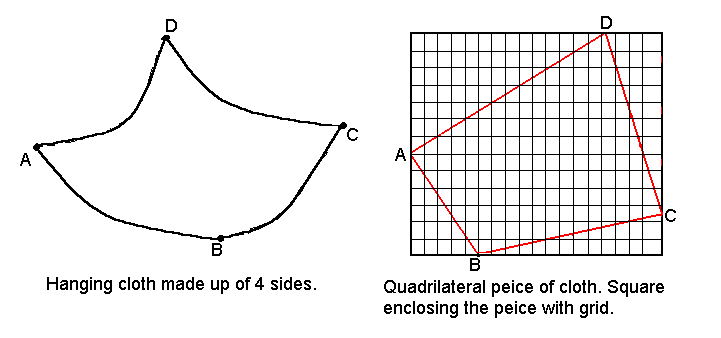 D
A
C
B
Hanging cloth made up of 4 sides.
D
A
C
B
Quadrilateral peice of cloth. Square
enclosing the peice with grid.